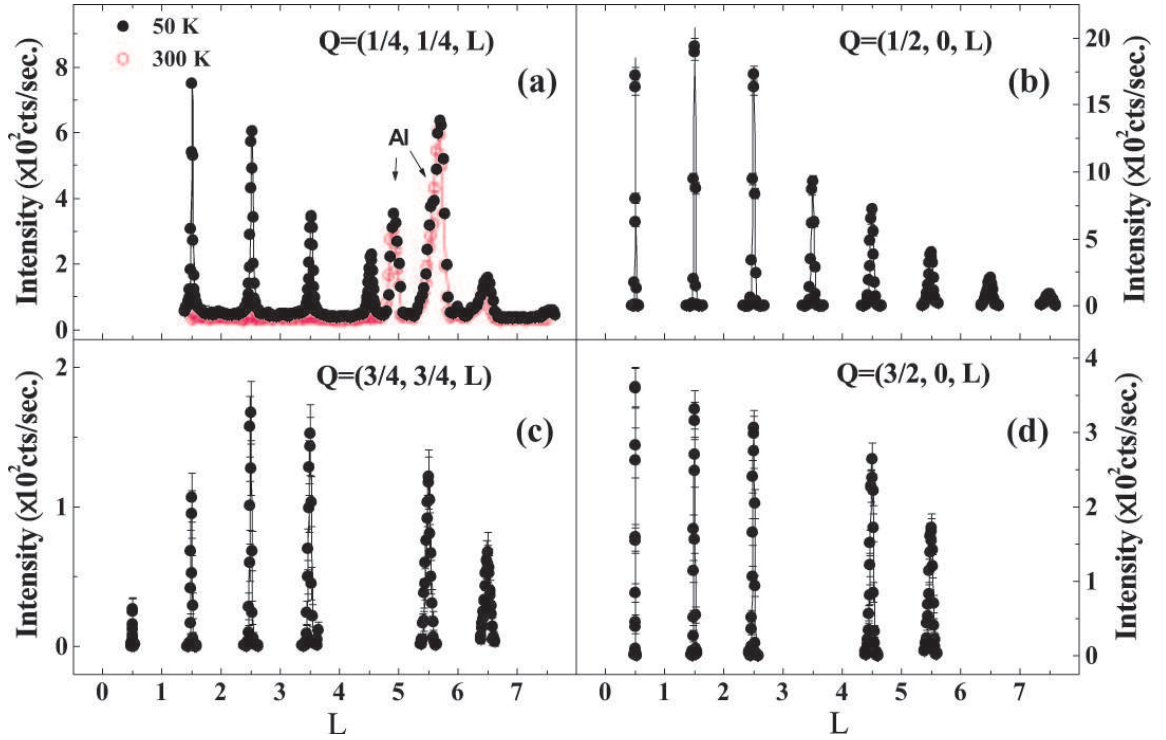 50 K
300 K
Q=(1/4, 1/4, L)
(a)
Al
Intensity (x10²cts/sec.)
8
6
4
2
0
Q=(1/2, 0, L)
(b)
20
15
10
5
0
Intensity (x10²cts/sec.)
Q=(3/4, 3/4, L)
(c)
Intensity (x10²cts/sec.)
2
1
0
0 1 2 3 4 5 6 7
L
Q=(3/2, 0, L)
(d)
4
3
2
1
0
Intensity (x10²cts/sec.)
0 1 2 3 4 5 6 7
L